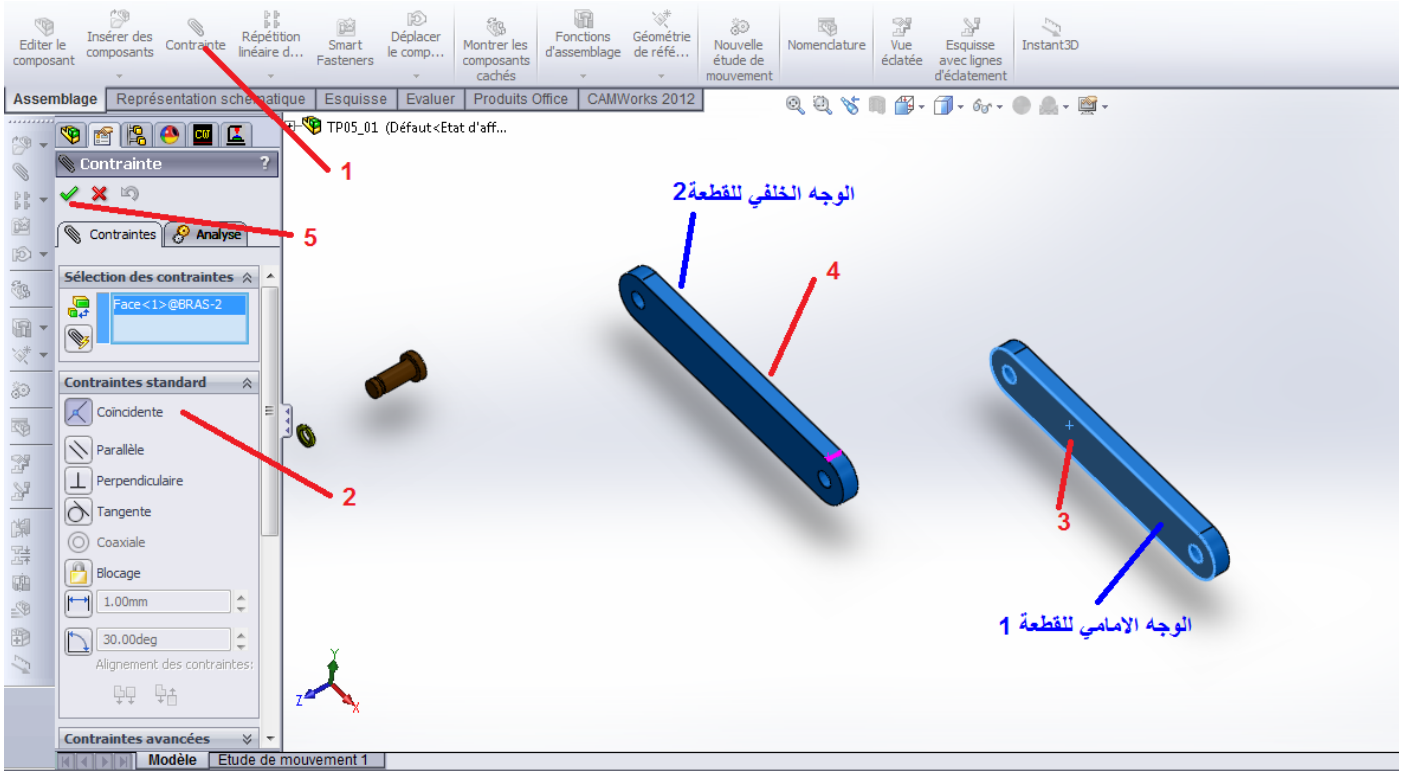 Editer le
composant
Insérer des
composants
Contrainte
Répétition
linéaire d...
Smart
Fasteners
Déplacer
le comp...
Montrer les
composants
cachés
Fonctions
d'assemblage
Géométrie
de réfé...
Nouvelle
étude de
mouvement
Nomenclature
Vue
éclatée
Esquisse
avec lignes
d'éclatement
Instant3D
Assemblage
Représentation schématique
Esquisse
Evaluer
Produits Office
CAMWorks 2012
TP05_01 (Défaut<Etat d'aff...
CW
Contrainte ?
1
5
Contraintes
Analyse
Sélection des contraintes
Face<1>@BRAS-2
Contraintes standard
Coïncidente
Parallèle
Perpendiculaire
Tangente
Coaxiale
Blocage
1.00mm
30.00deg
Alignement des contraintes:
Contraintes avancées
2
الوجه الخلفي للقطعة2
4
3
الوجه الامامي للقطعة 1
Y
Z
X
Modèle
Etude de mouvement 1